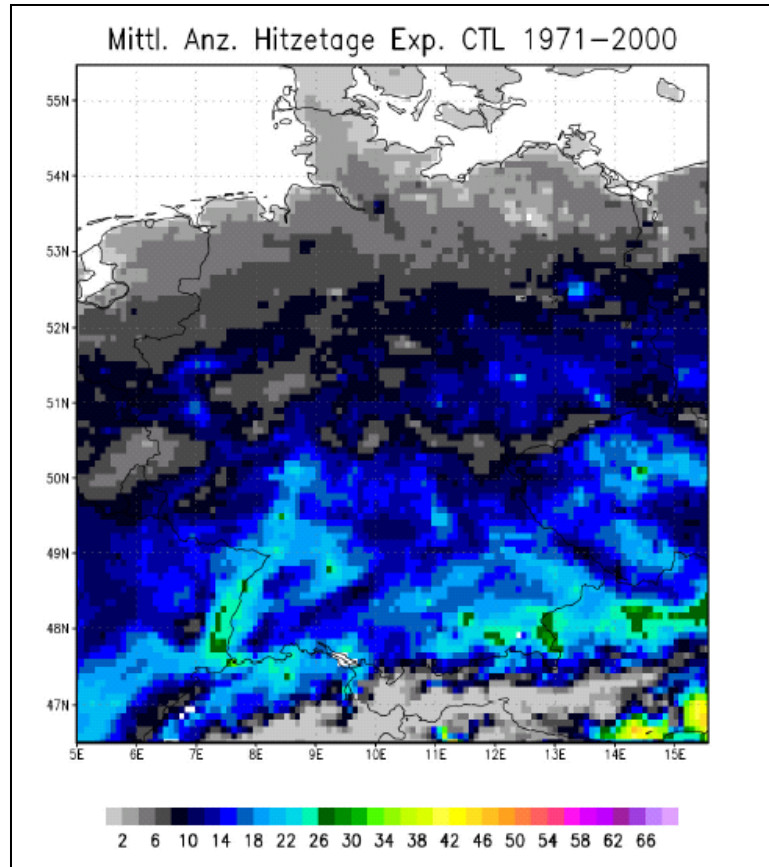 Mittl. Anz. Hitzetage Exp. CTL 1971−2000
55N
54N
53N
52N
51N
50N
49N
48N
47N
5E 6E 7E 8E 9E 10E 11E 12E 13E 14E 15E
2 6 10 14 18 22 26 30 34 38 42 46 50 54 58 62 66